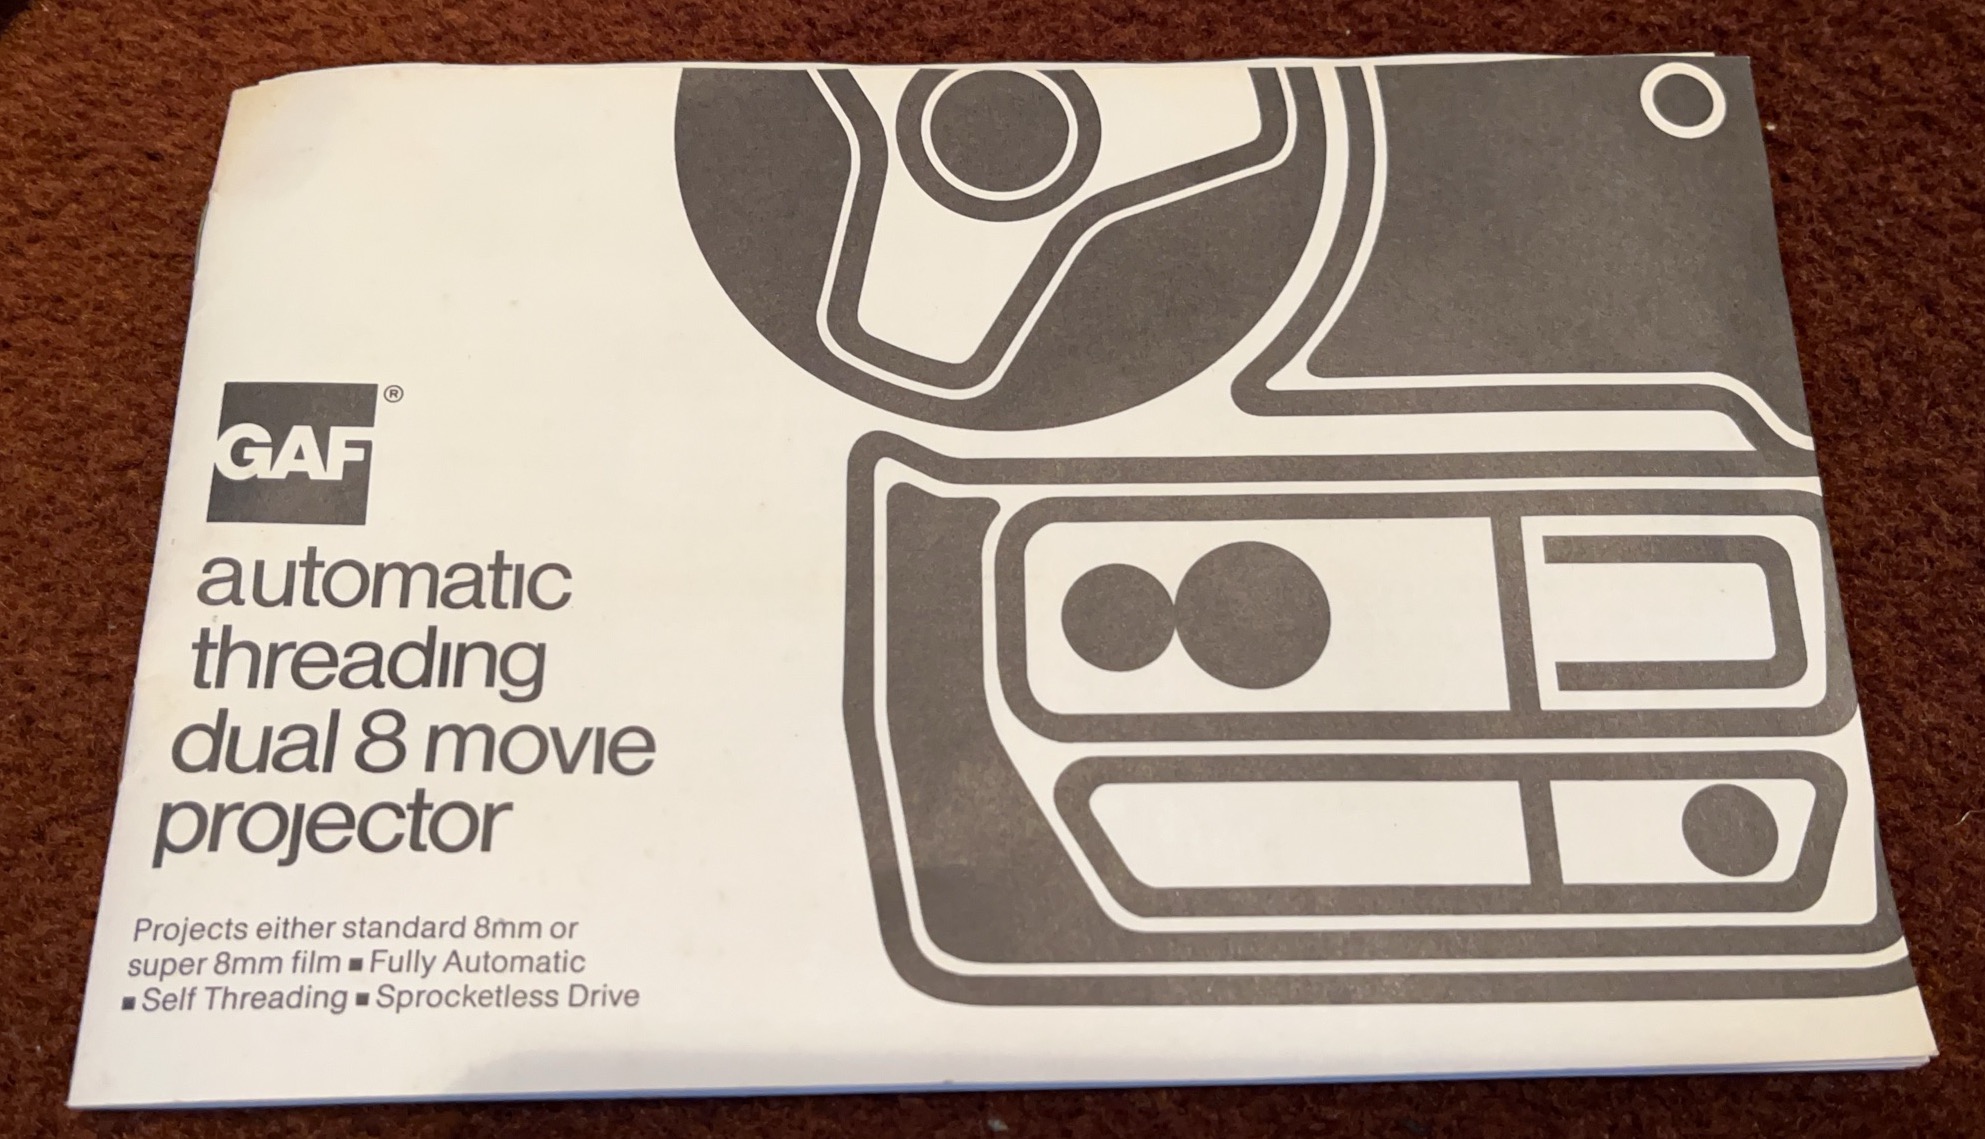 GAF®
automatic
threading
dual 8 movie
projector
Projects either standard 8mm or
super 8mm film ■ Fully Automatic
■ Self Threading ■ Sprocketless Drive